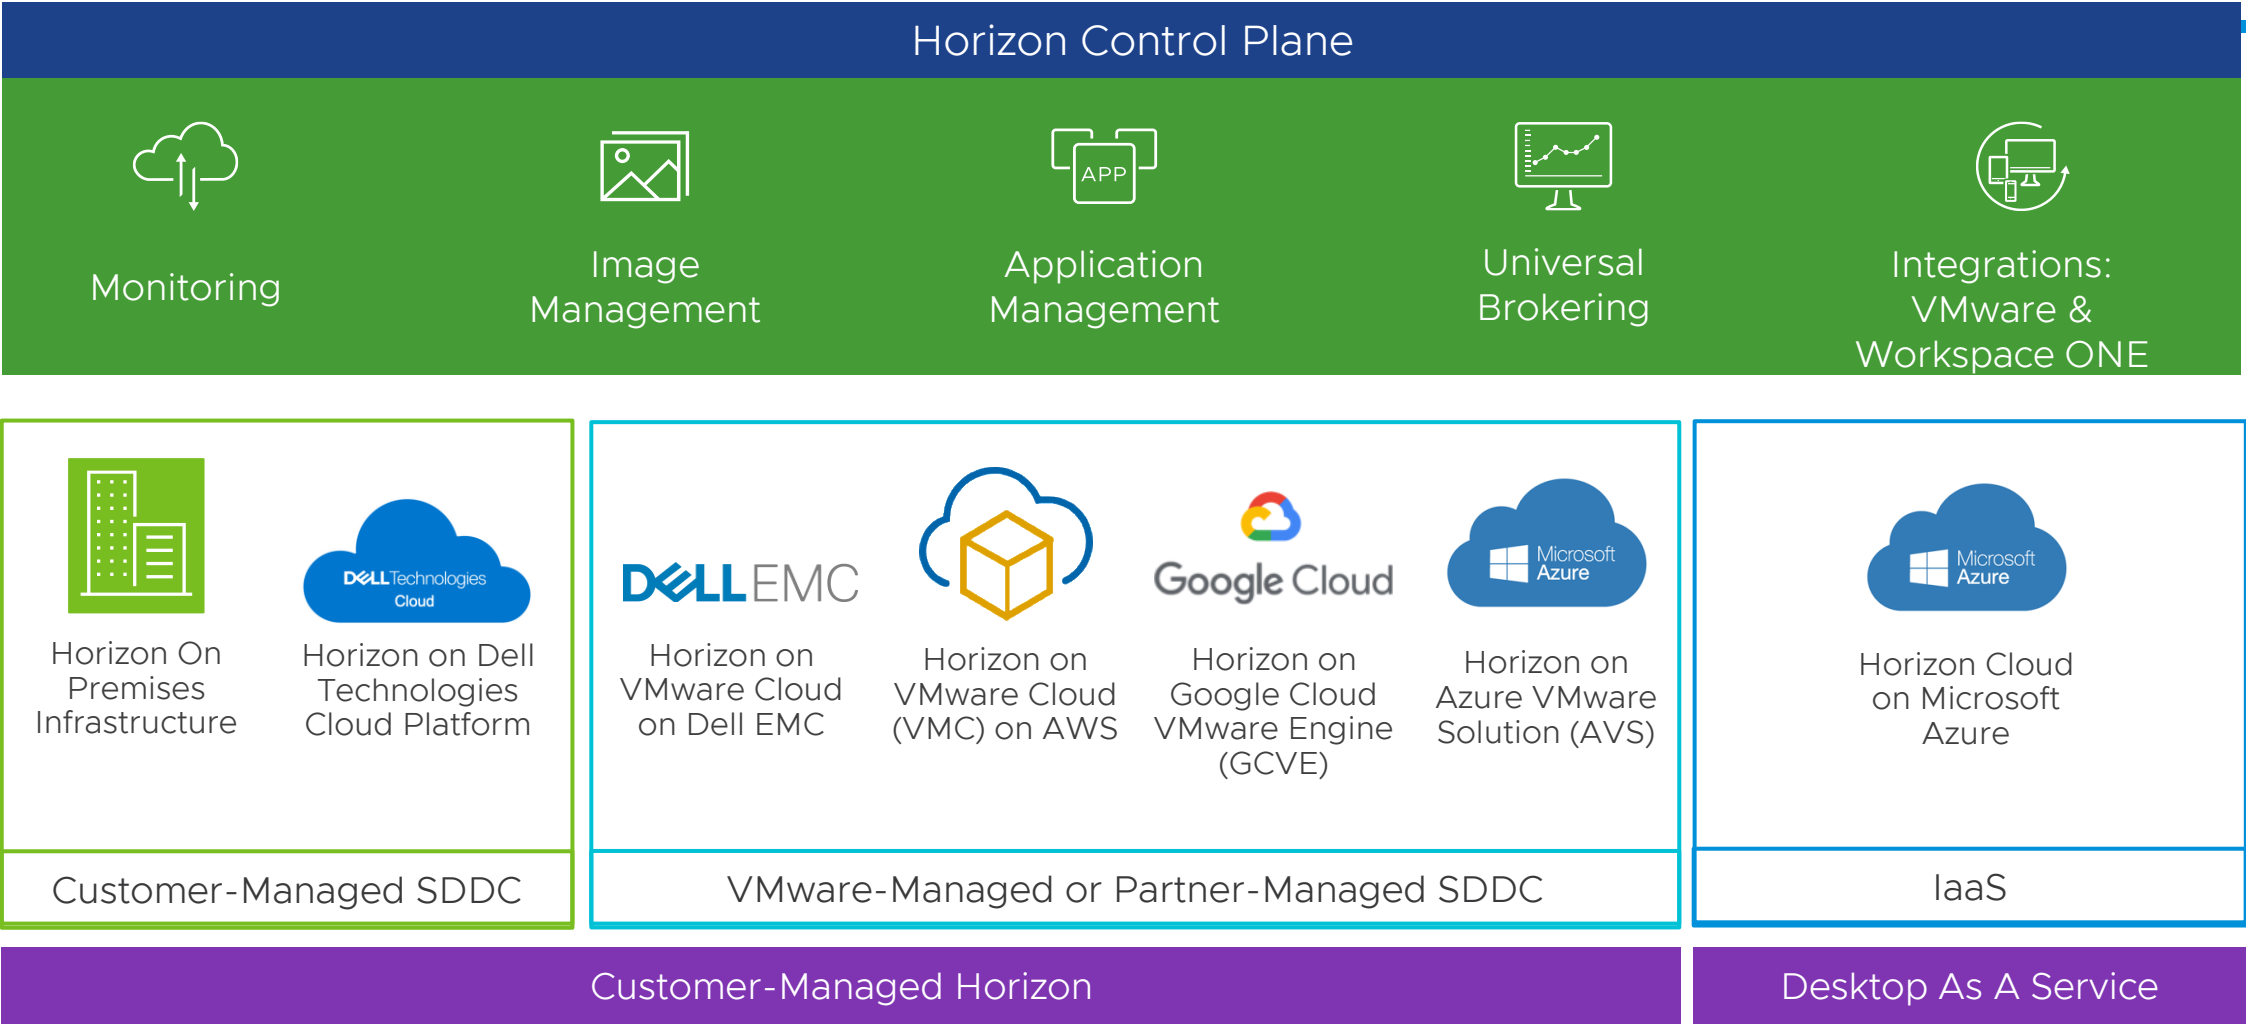 Horizon Control Plane
APP
Monitoring
Image
Management
Application
Management
Universal
Brokering
Integrations:
VMware &
Workspace ONE
DELLTechnologies
Cloud
Horizon On
Premises
Infrastructure
Horizon on Dell
Technologies
Cloud Platform
DELL EMC
Horizon on
VMware Cloud
on Dell EMC
Horizon on
VMware Cloud
(VMC) on AWS
Google Cloud
Horizon on
Google Cloud
VMware Engine
(GCVE)
Microsoft
Azure
Horizon on
Azure VMware
Solution (AVS)
Microsoft
Azure
Horizon Cloud
on Microsoft
Azure
Customer-Managed SDDC
VMware-Managed or Partner-Managed SDDC
IaaS
Customer-Managed Horizon
Desktop As A Service